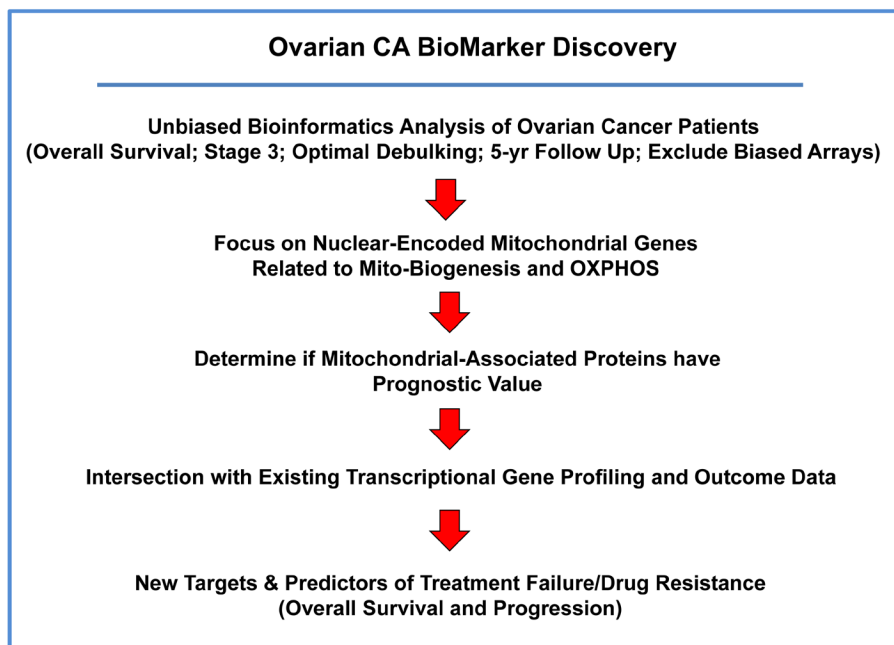 Ovarian CA BioMarker Discovery
Unbiased Bioinformatics Analysis of Ovarian Cancer Patients
(Overall Survival; Stage 3; Optimal Debulking; 5-yr Follow Up; Exclude Biased Arrays)
Focus on Nuclear-Encoded Mitochondrial Genes
Related to Mito-Biogenesis and OXPHOS
Determine if Mitochondrial-Associated Proteins have
Prognostic Value
Intersection with Existing Transcriptional Gene Profiling and Outcome Data
New Targets & Predictors of Treatment Failure/Drug Resistance
(Overall Survival and Progression)